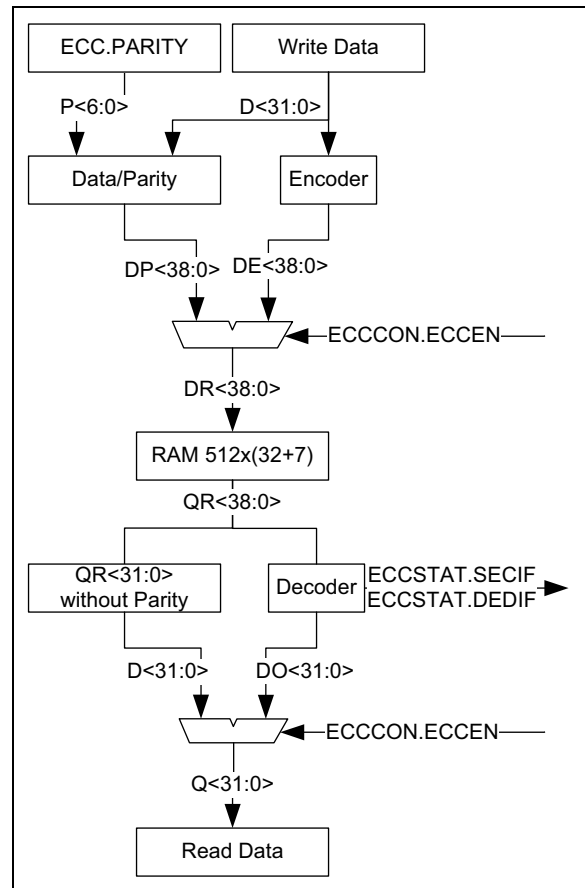 ECC.PARITY
Write Data
P<6:0>
D<31:0>
Data/Parity
Encoder
DP<38:0>
DE<38:0>
ECCCON.ECCEN
DR<38:0>
RAM 512x(32+7)
QR<38:0>
QR<31:0>
without Parity
Decoder
ECCSTAT.SECIF
ECCSTAT.DEDIF
D<31:0>
DO<31:0>
ECCCON.ECCEN
Q<31:0>
Read Data